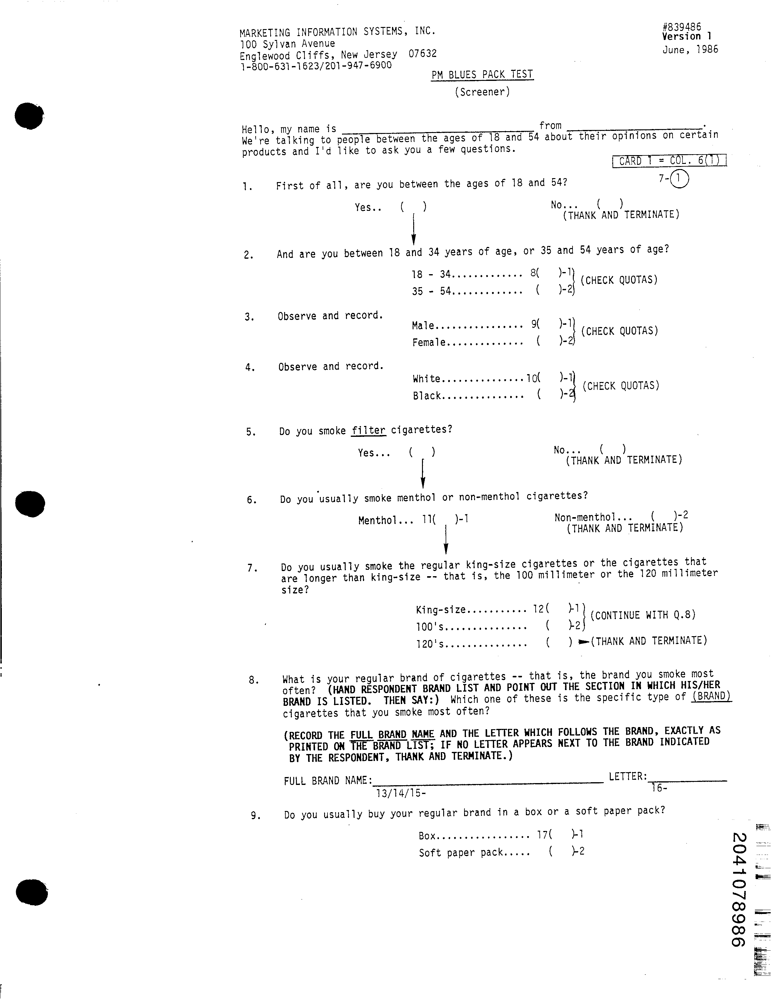 MARKETING INFORMATION SYSTEMS, INC.
100 Sylvan Avenue
Englewood Cliffs, New Jersey 07632
1-800-631-1623/201-947-6900
#839486
Version 1
June, 1986
PM BLUES PACK TEST
(Screener)
Hello, my name is ____________ from ____________.
We're talking to people between the ages of 18 and 54 about their opinions on certain
products and I'd like to ask you a few questions.
CARD 1 = COL. 6(1)
7-1
1. First of all, are you between the ages of 18 and 54?
Yes.. ( ) No... ( )
(THANK AND TERMINATE)
2. And are you between 18 and 34 years of age, or 35 and 54 years of age?
18 - 34............. 8( )-1
35 - 54............. ( )-2
(CHECK QUOTAS)
3. Observe and record.
Male................ 9( )-1
Female.............. ( )-2
(CHECK QUOTAS)
4. Observe and record.
White...............10( )-1
Black............... ( )-2
(CHECK QUOTAS)
5. Do you smoke filter cigarettes?
Yes... ( ) No... ( )
(THANK AND TERMINATE)
6. Do you usually smoke menthol or non-menthol cigarettes?
Menthol... 11( )-1 Non-menthol... ( )-2
(THANK AND TERMINATE)
7. Do you usually smoke the regular king-size cigarettes or the cigarettes that
are longer than king-size -- that is, the 100 millimeter or the 120 millimeter
size?
King-size.......... 12( )-1
100's............... ( )-2
(CONTINUE WITH Q.8)
120's............... ( ) (THANK AND TERMINATE)
8. What is your regular brand of cigarettes -- that is, the brand you smoke most
often? (HAND RESPONDENT BRAND LIST AND POINT OUT THE SECTION IN WHICH HIS/HER
BRAND IS LISTED. THEN SAY:) Which one of these is the specific type of (BRAND)
cigarettes that you smoke most often?
(RECORD THE FULL BRAND NAME AND THE LETTER WHICH FOLLOWS THE BRAND, EXACTLY AS
PRINTED ON THE BRAND LIST; IF NO LETTER APPEARS NEXT TO THE BRAND INDICATED
BY THE RESPONDENT, THANK AND TERMINATE.)
FULL BRAND NAME:____________ LETTER:____________
13/14/15- 16-
9. Do you usually buy your regular brand in a box or a soft paper pack?
Box................. 17( )-1
Soft paper pack..... ( )-2
2041078986